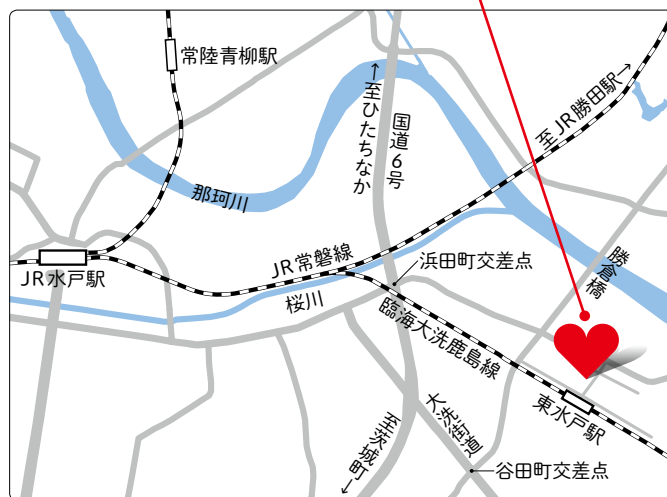 常陸青柳駅
←至ひたちなか
国道6号
至JR勝田駅→
那珂川
JR水戸駅
JR常磐線
浜田町交差点
勝倉橋
桜川
臨海大洗鹿島線
東水戸駅
大洗街道
至茨城町→
谷田町交差点